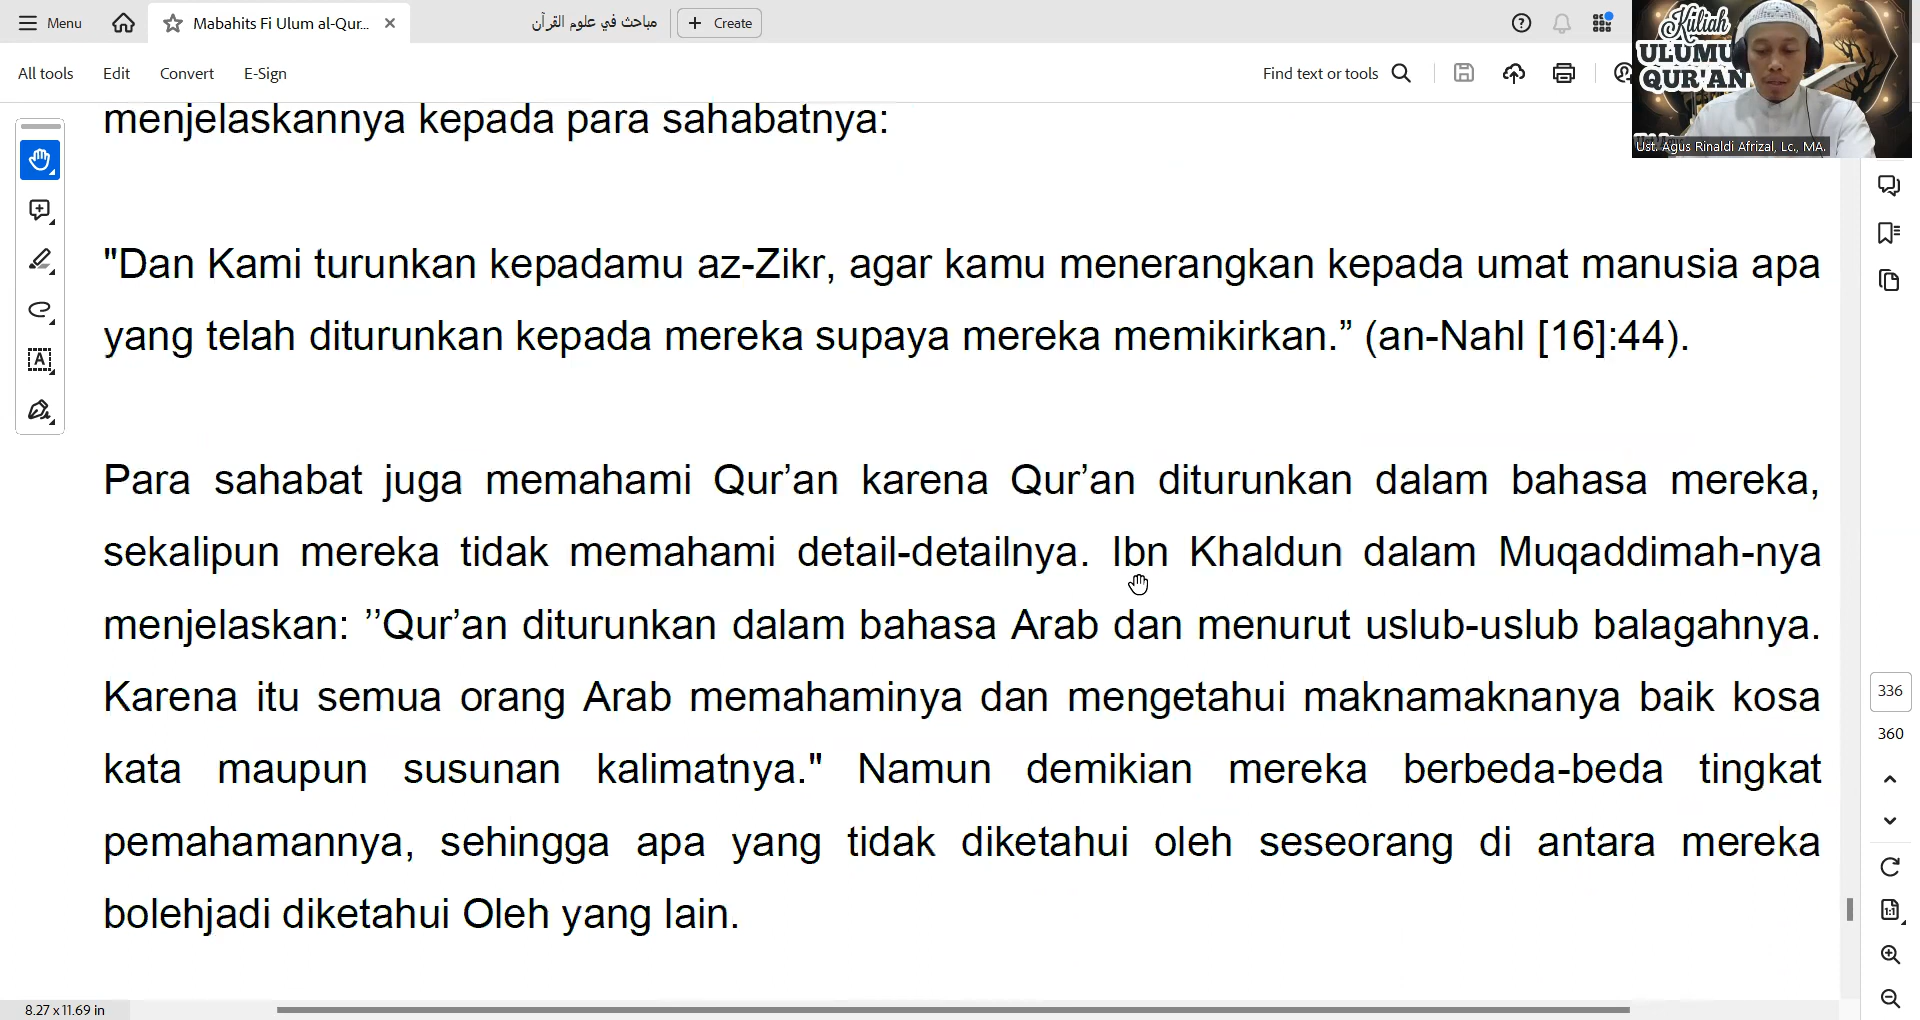 Menu
Mabahits Fi Ulum al-Qur...
مباحث في علوم القرآن
Create
All tools
Edit
Convert
E-Sign
Find text or tools
Kuliah
ULUMU
QUR'AN
Ust. Agus Rinaldi Afrizal, Lc., MA.
menjelaskannya kepada para sahabatnya:
"Dan Kami turunkan kepadamu az-Zikr, agar kamu menerangkan kepada umat manusia apa
yang telah diturunkan kepada mereka supaya mereka memikirkan.” (an-Nahl [16]:44).
Para sahabat juga memahami Qur’an karena Qur’an diturunkan dalam bahasa mereka,
sekalipun mereka tidak memahami detail-detailnya. Ibn Khaldun dalam Muqaddimah-nya
menjelaskan: ’’Qur’an diturunkan dalam bahasa Arab dan menurut uslub-uslub balagahnya.
Karena itu semua orang Arab memahaminya dan mengetahui maknamaknanya baik kosa
kata maupun susunan kalimatnya." Namun demikian mereka berbeda-beda tingkat
pemahamannya, sehingga apa yang tidak diketahui oleh seseorang di antara mereka
bolehjadi diketahui Oleh yang lain.
336
360
8.27 x 11.69 in